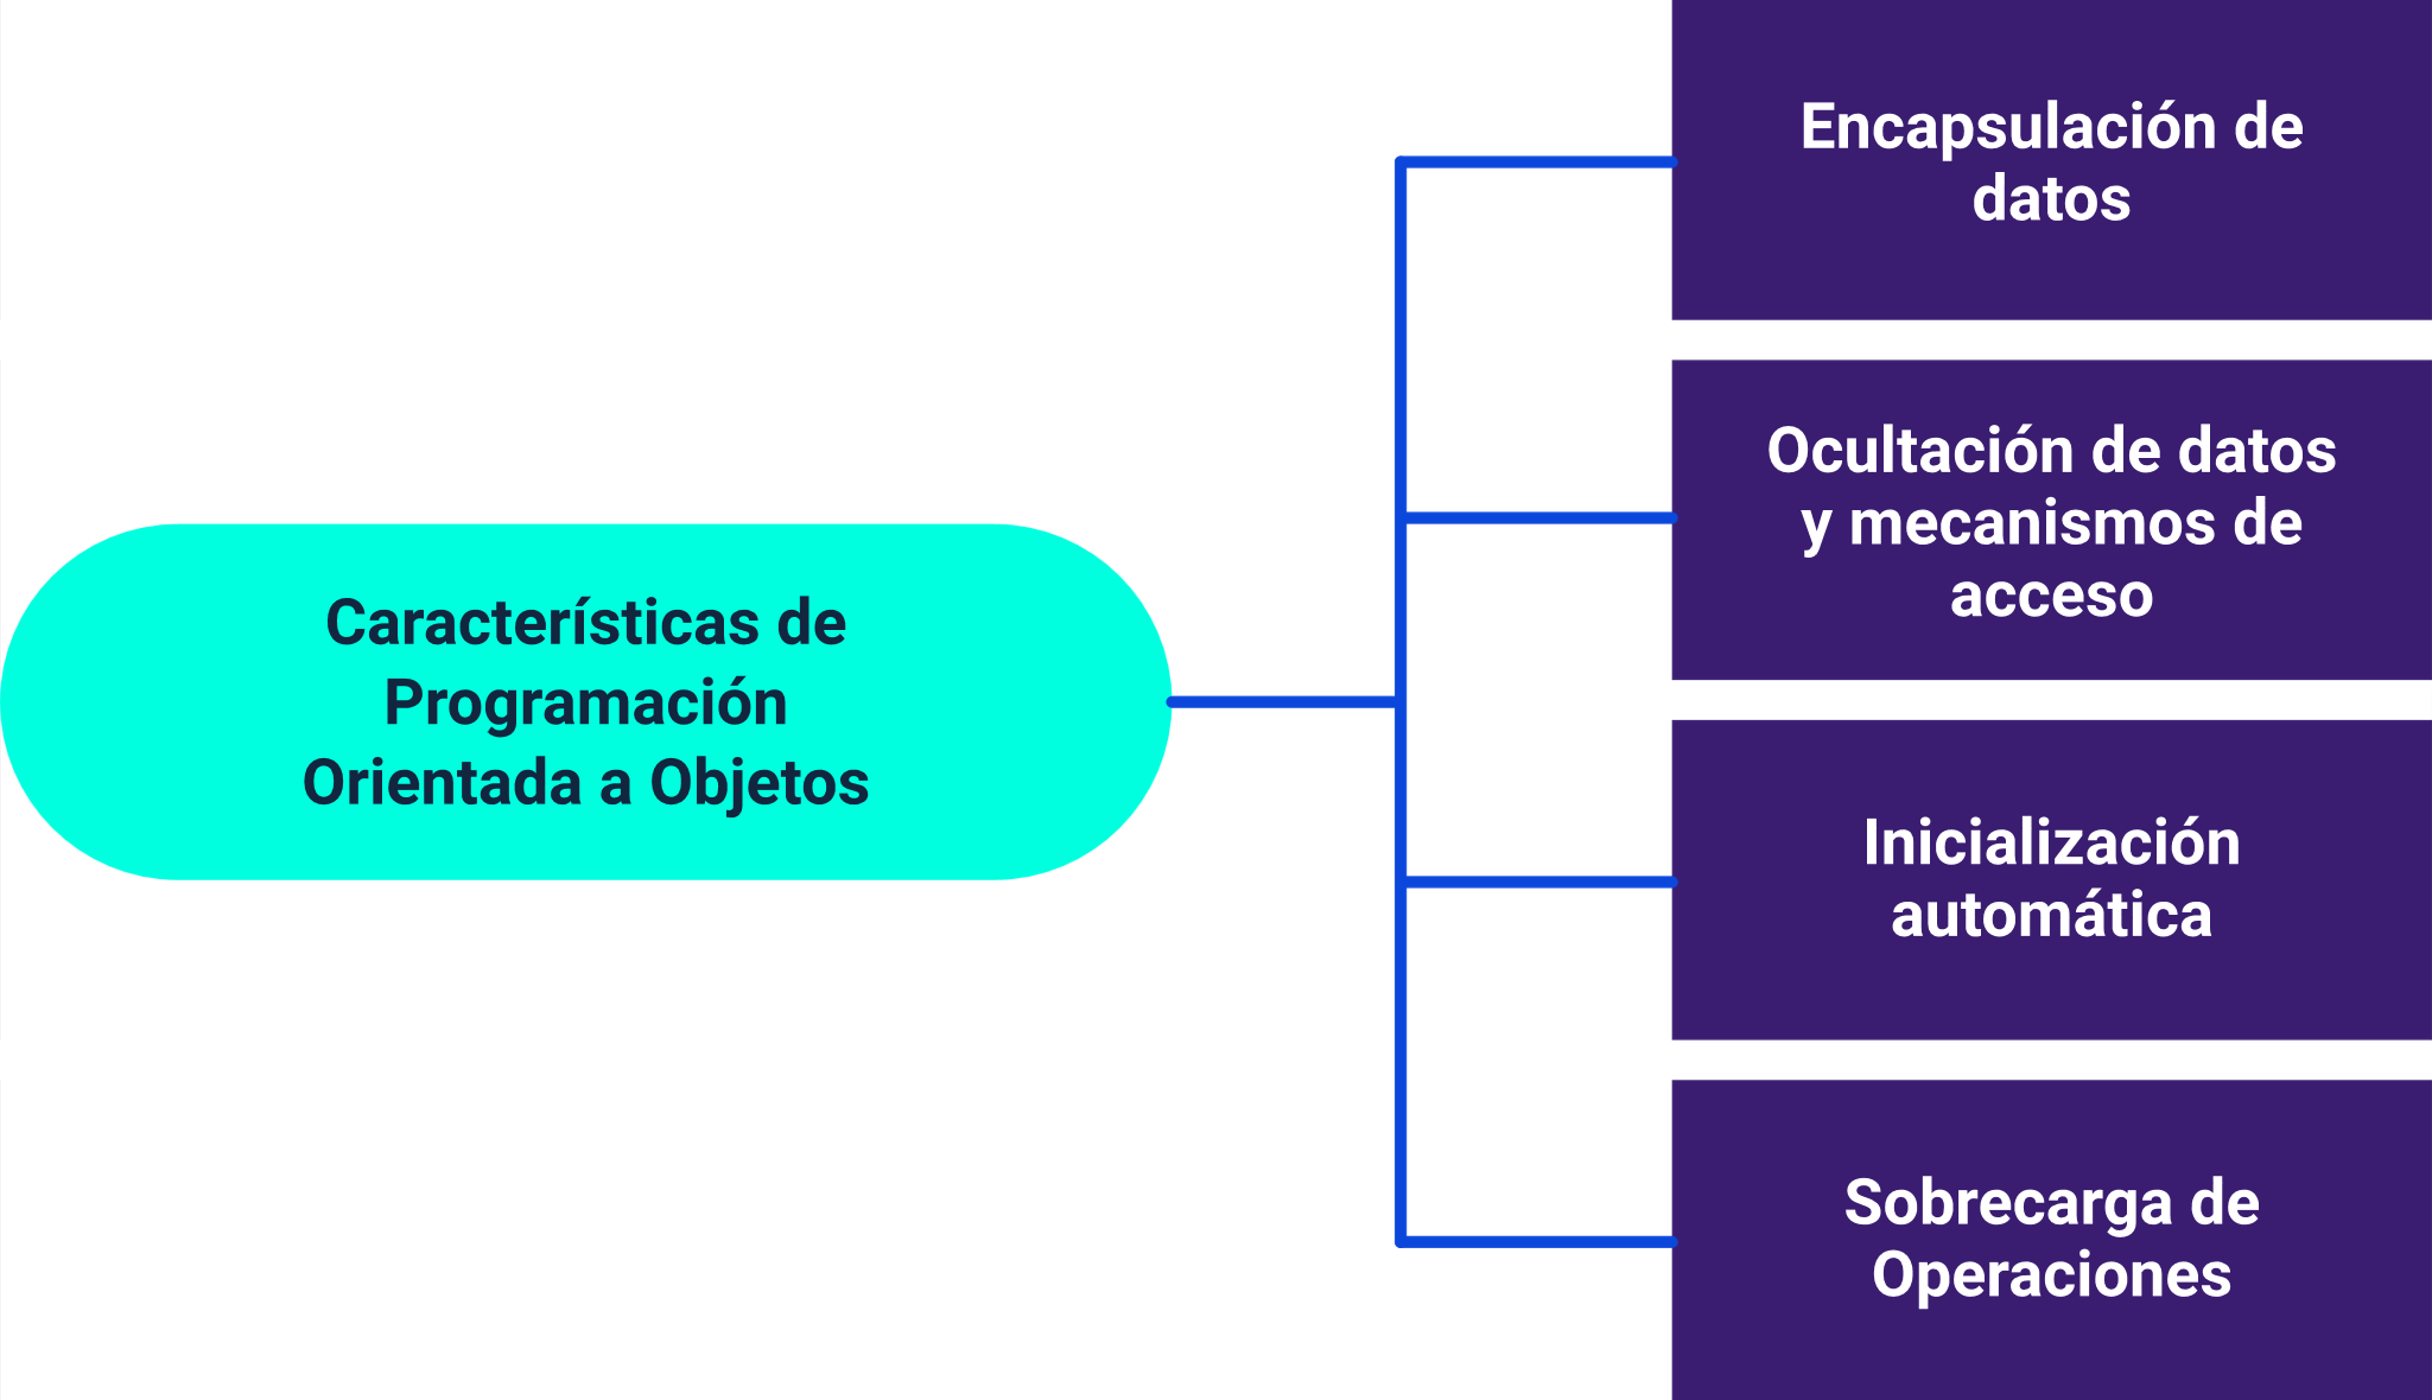 Características de
Programación
Orientada a Objetos
Encapsulación de
datos
Ocultación de datos
y mecanismos de
acceso
Inicialización
automática
Sobrecarga de
Operaciones